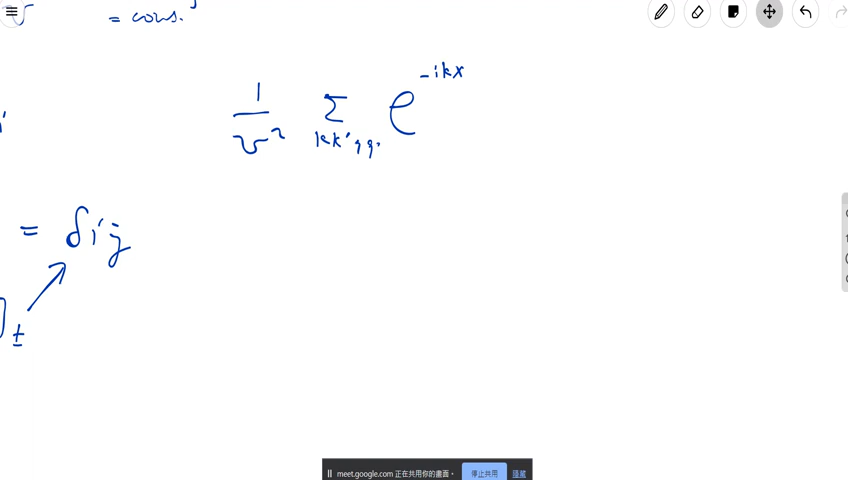 = cons.
1/v² Σ_{kk'qq'} e^{-ikx}
= δij
±
meet.google.com 正在共用你的畫面。 停止共用 隱藏